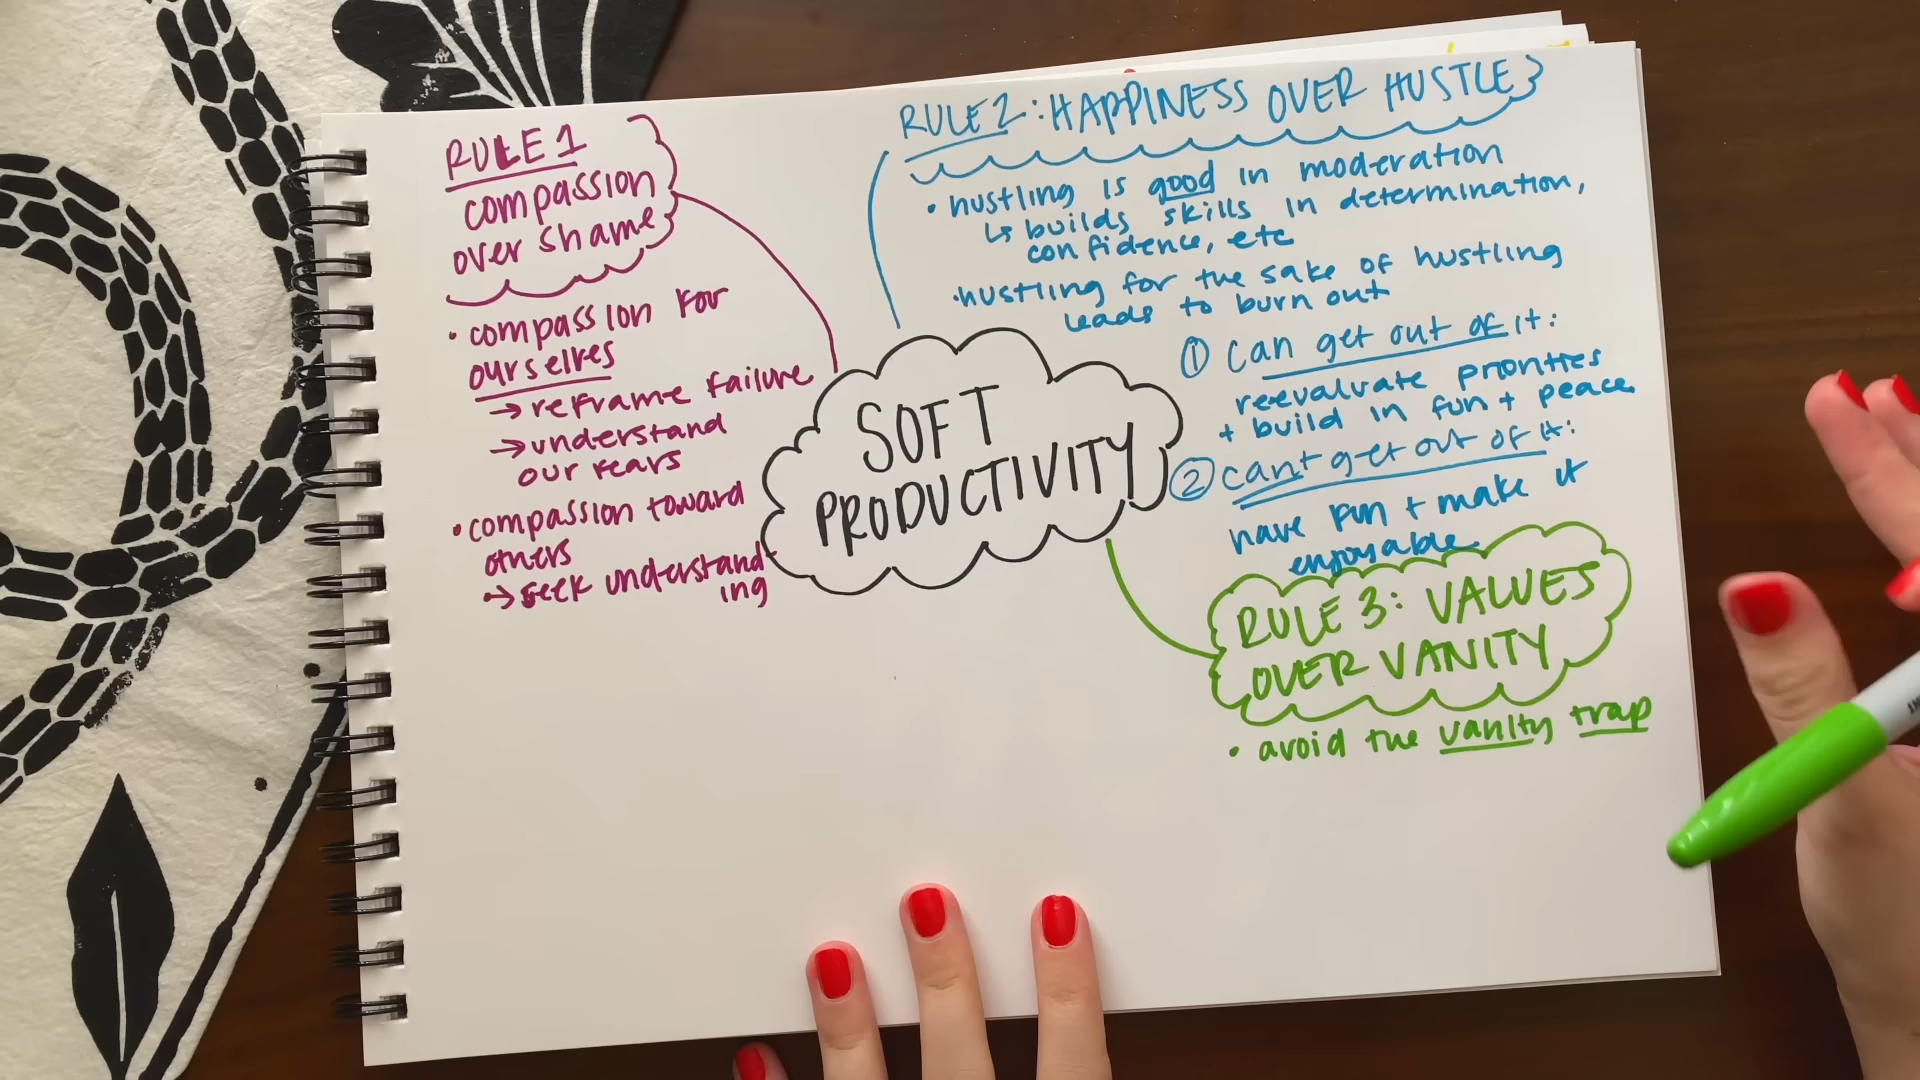 RULE 1
compassion
over shame
• compassion for
ourselves
→ reframe failure
→ understand
our fears
• compassion toward
others
→ seek understand-
ing
SOFT
PRODUCTIVITY
RULE 2: HAPPINESS OVER HUSTLE
• hustling is good in moderation
↳ builds skills in determination,
confidence, etc
• hustling for the sake of hustling
leads to burn out
① can get out of it:
reevaluate priorities
+ build in fun + peace
② can't get out of it:
have fun + make it
enjoyable
RULE 3: VALUES
OVER VANITY
• avoid the vanity trap